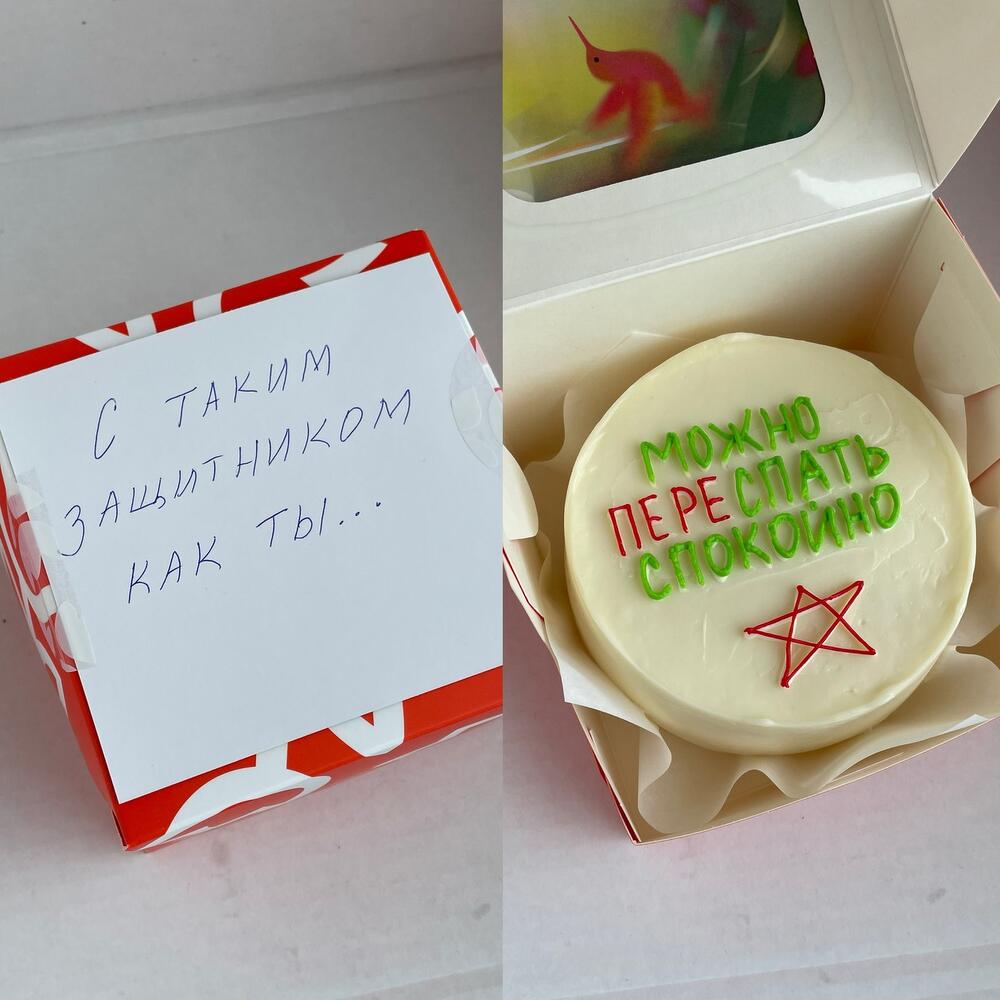 С ТАКИМ
ЗАЩИТНИКОМ
КАК ТЫ...
МОЖНО
ПЕРЕСПАТЬ
СПОКОЙНО